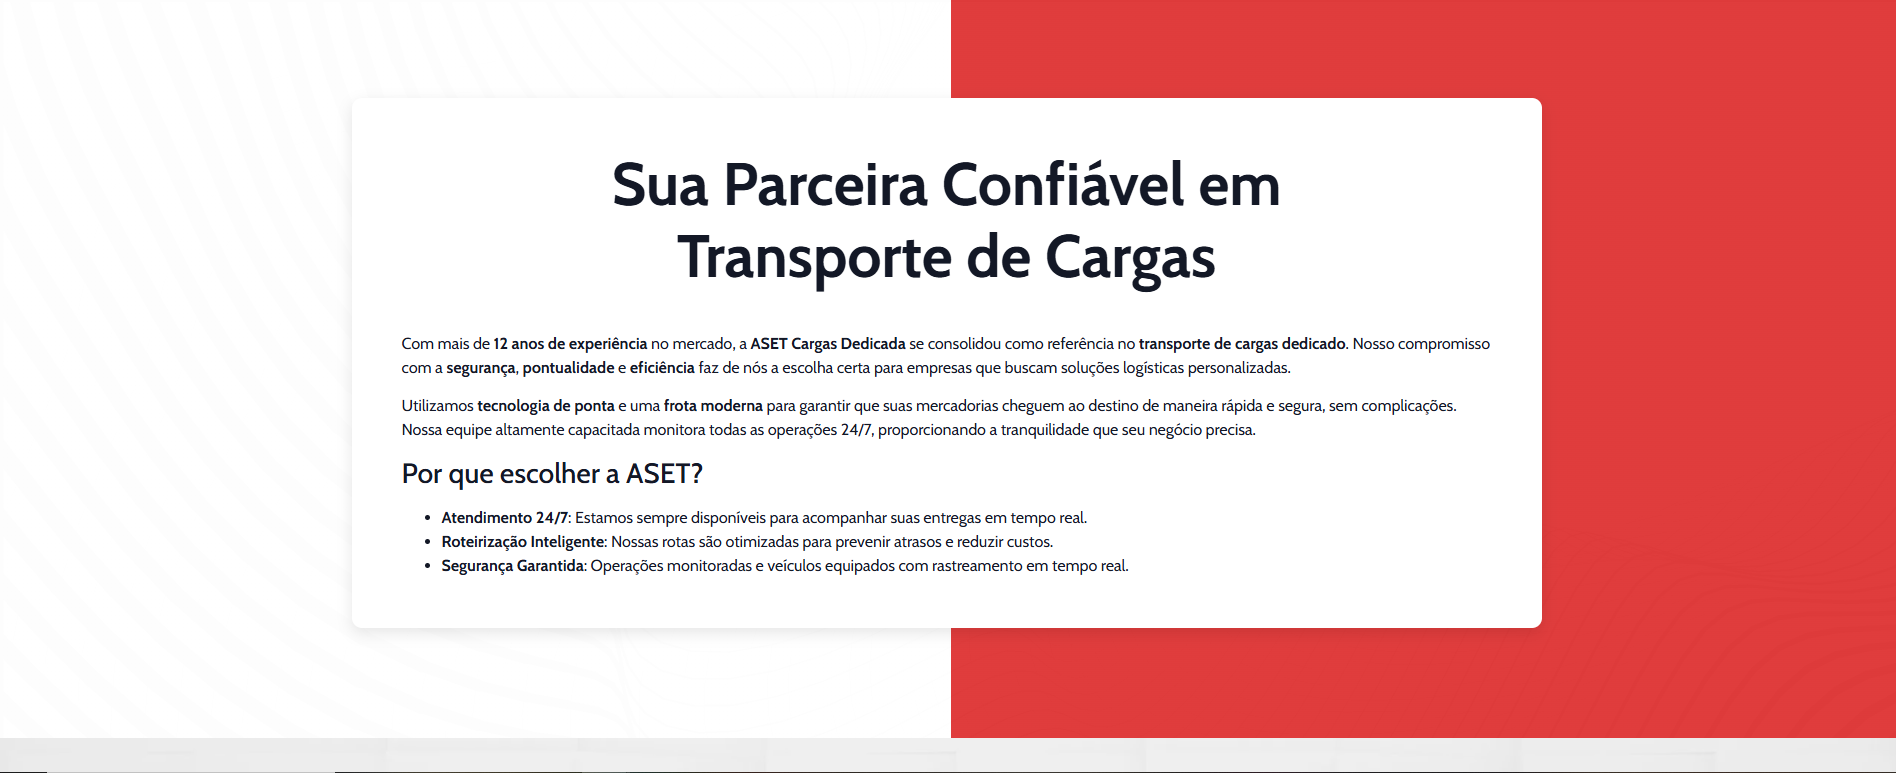 Sua Parceira Confiável em
Transporte de Cargas
Com mais de 12 anos de experiência no mercado, a ASET Cargas Dedicada se consolidou como referência no transporte de cargas dedicado. Nosso compromisso
com a segurança, pontualidade e eficiência faz de nós a escolha certa para empresas que buscam soluções logísticas personalizadas.
Utilizamos tecnologia de ponta e uma frota moderna para garantir que suas mercadorias cheguem ao destino de maneira rápida e segura, sem complicações.
Nossa equipe altamente capacitada monitora todas as operações 24/7, proporcionando a tranquilidade que seu negócio precisa.
Por que escolher a ASET?
• Atendimento 24/7: Estamos sempre disponíveis para acompanhar suas entregas em tempo real.
• Roteirização Inteligente: Nossas rotas são otimizadas para prevenir atrasos e reduzir custos.
• Segurança Garantida: Operações monitoradas e veículos equipados com rastreamento em tempo real.